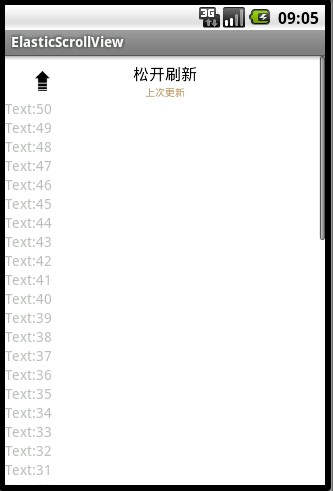 3G 09:05
ElasticScrollView
松开刷新
上次更新
Text:50
Text:49
Text:48
Text:47
Text:46
Text:45
Text:44
Text:43
Text:42
Text:41
Text:40
Text:39
Text:38
Text:37
Text:36
Text:35
Text:34
Text:33
Text:32
Text:31